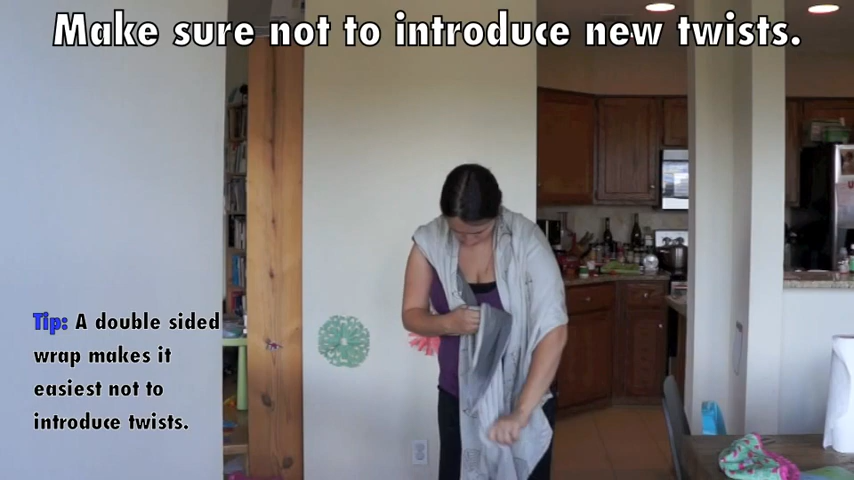 Make sure not to introduce new twists.
Tip: A double sided
wrap makes it
easiest not to
introduce twists.